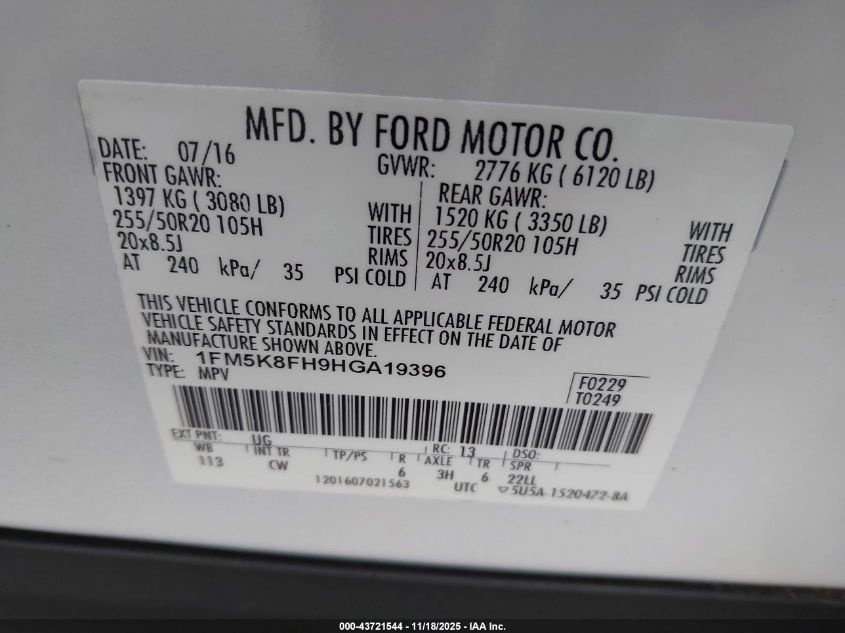 MFD. BY FORD MOTOR CO.
DATE: 07/16 GVWR: 2776 KG ( 6120 LB)
FRONT GAWR: REAR GAWR:
1397 KG ( 3080 LB) WITH 1520 KG ( 3350 LB) WITH
255/50R20 105H TIRES 255/50R20 105H TIRES
20x8.5J RIMS 20x8.5J RIMS
AT 240 kPa/ 35 PSI COLD AT 240 kPa/ 35 PSI COLD
THIS VEHICLE CONFORMS TO ALL APPLICABLE FEDERAL MOTOR
VEHICLE SAFETY STANDARDS IN EFFECT ON THE DATE OF
MANUFACTURE SHOWN ABOVE.
VIN: 1FM5K8FH9HGA19396
TYPE: MPV
F0229
T0249
EXT PNT: UG RC: 13 DSO:
WB INT TR TP/PS R AXLE TR SPR
113 CW 6 3H 6 22LL
1201607021563 UTC ▽5U5A-1520472-BA
000-43721544 - 11/18/2025 - IAA Inc.